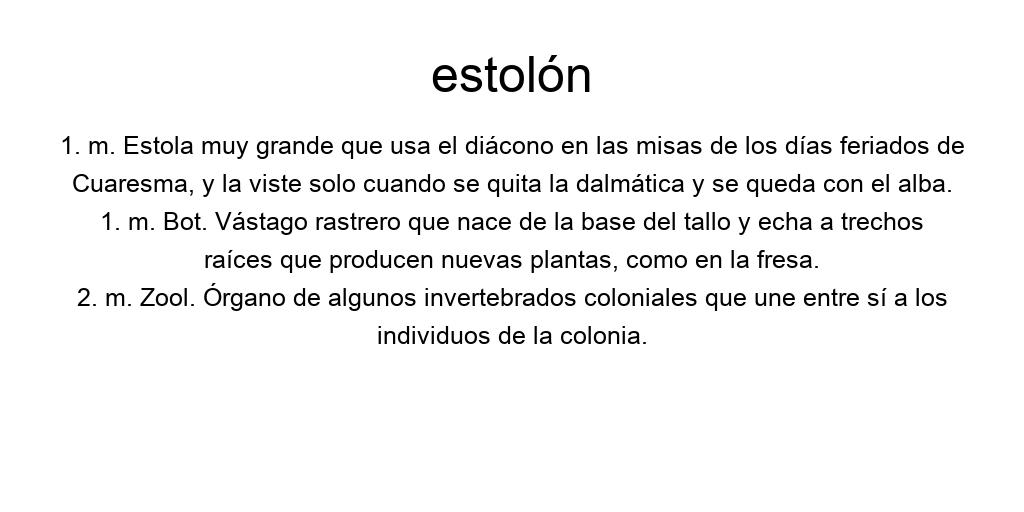 estolón
1. m. Estola muy grande que usa el diácono en las misas de los días feriados de
Cuaresma, y la viste solo cuando se quita la dalmática y se queda con el alba.
1. m. Bot. Vástago rastrero que nace de la base del tallo y echa a trechos
raíces que producen nuevas plantas, como en la fresa.
2. m. Zool. Órgano de algunos invertebrados coloniales que une entre sí a los
individuos de la colonia.